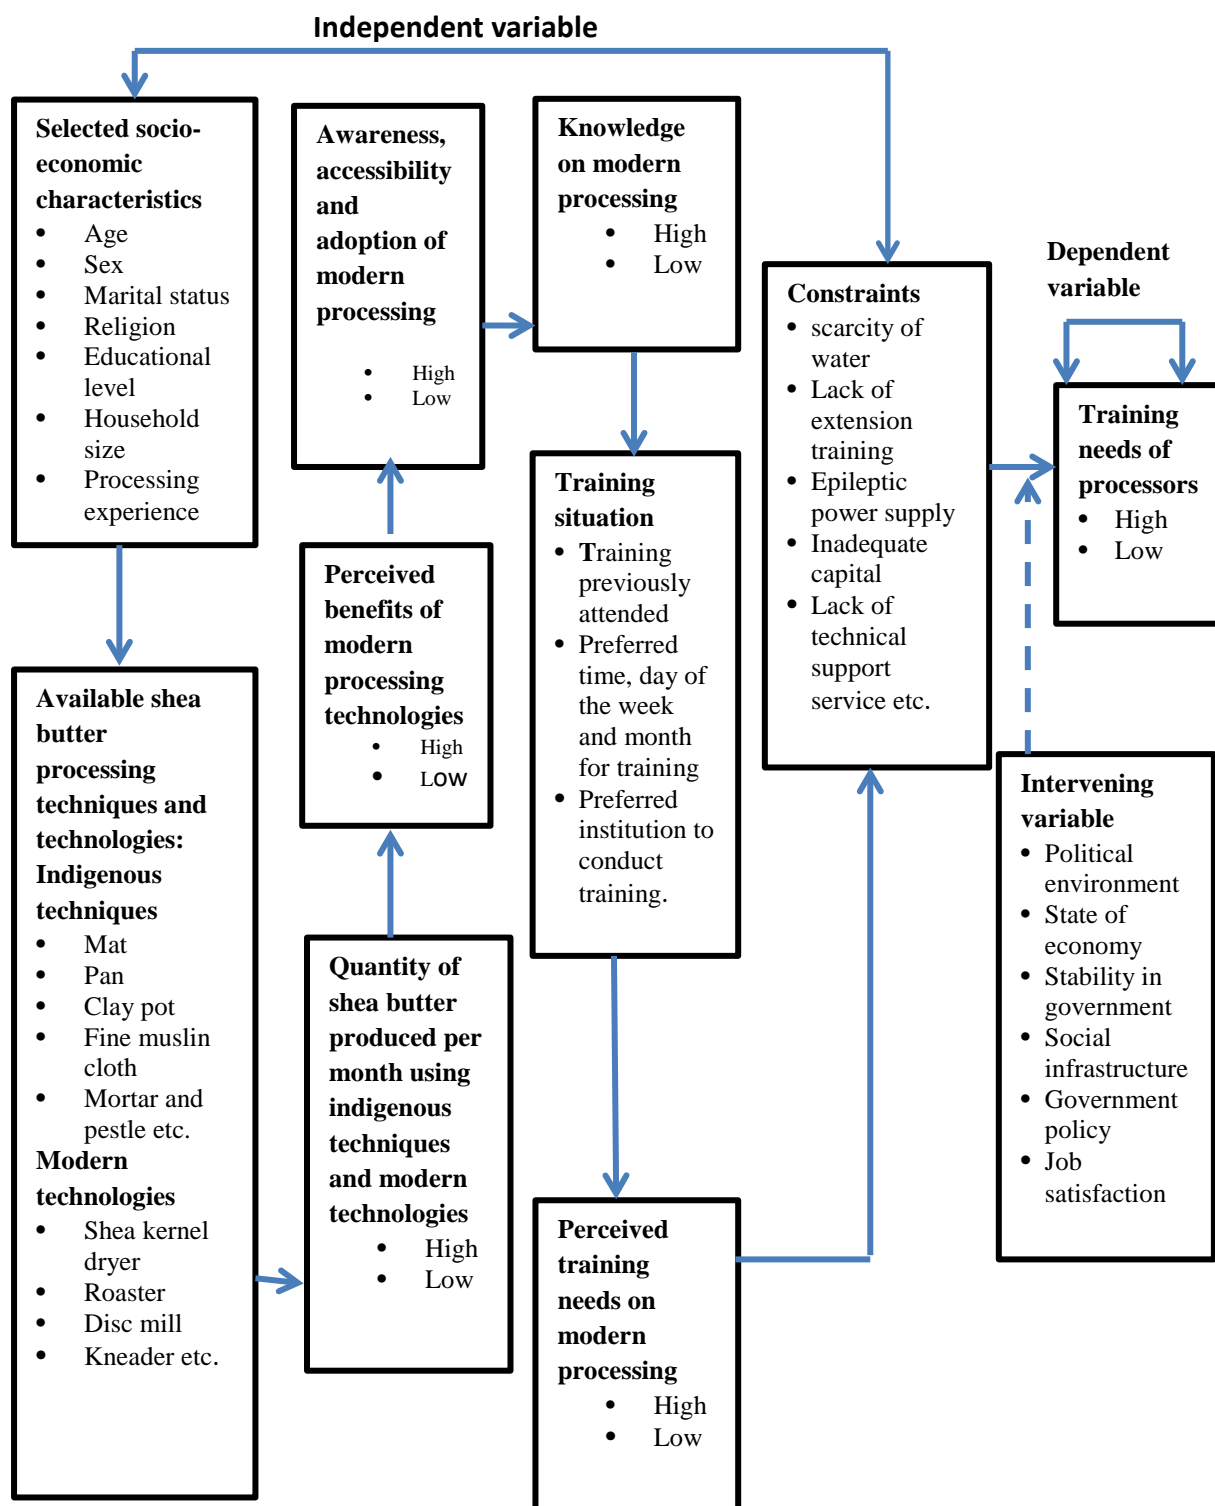 Independent variable
Selected socio-
economic
characteristics
• Age
• Sex
• Marital status
• Religion
• Educational
level
• Household
size
• Processing
experience
Available shea
butter
processing
techniques and
technologies:
Indigenous
techniques
• Mat
• Pan
• Clay pot
• Fine muslin
cloth
• Mortar and
pestle etc.
Modern
technologies
• Shea kernel
dryer
• Roaster
• Disc mill
• Kneader etc.
Quantity of
shea butter
produced per
month using
indigenous
techniques
and modern
technologies
• High
• Low
Perceived
benefits of
modern
processing
technologies
• High
• Low
Awareness,
accessibility
and
adoption of
modern
processing
• High
• Low
Knowledge
on modern
processing
• High
• Low
Training
situation
• Training
previously
attended
• Preferred
time, day of
the week
and month
for training
• Preferred
institution to
conduct
training.
Perceived
training
needs on
modern
processing
• High
• Low
Constraints
• scarcity of
water
• Lack of
extension
training
• Epileptic
power supply
• Inadequate
capital
• Lack of
technical
support
service etc.
Dependent
variable
Training
needs of
processors
• High
• Low
Intervening
variable
• Political
environment
• State of
economy
• Stability in
government
• Social
infrastructure
• Government
policy
• Job
satisfaction